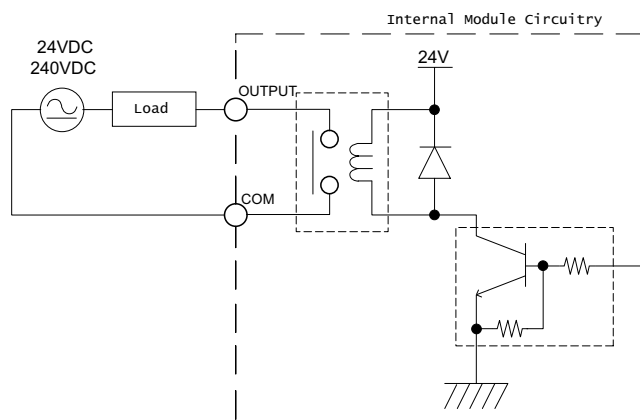 Internal Module Circuitry
24VDC
240VDC
24V
OUTPUT
Load
COM